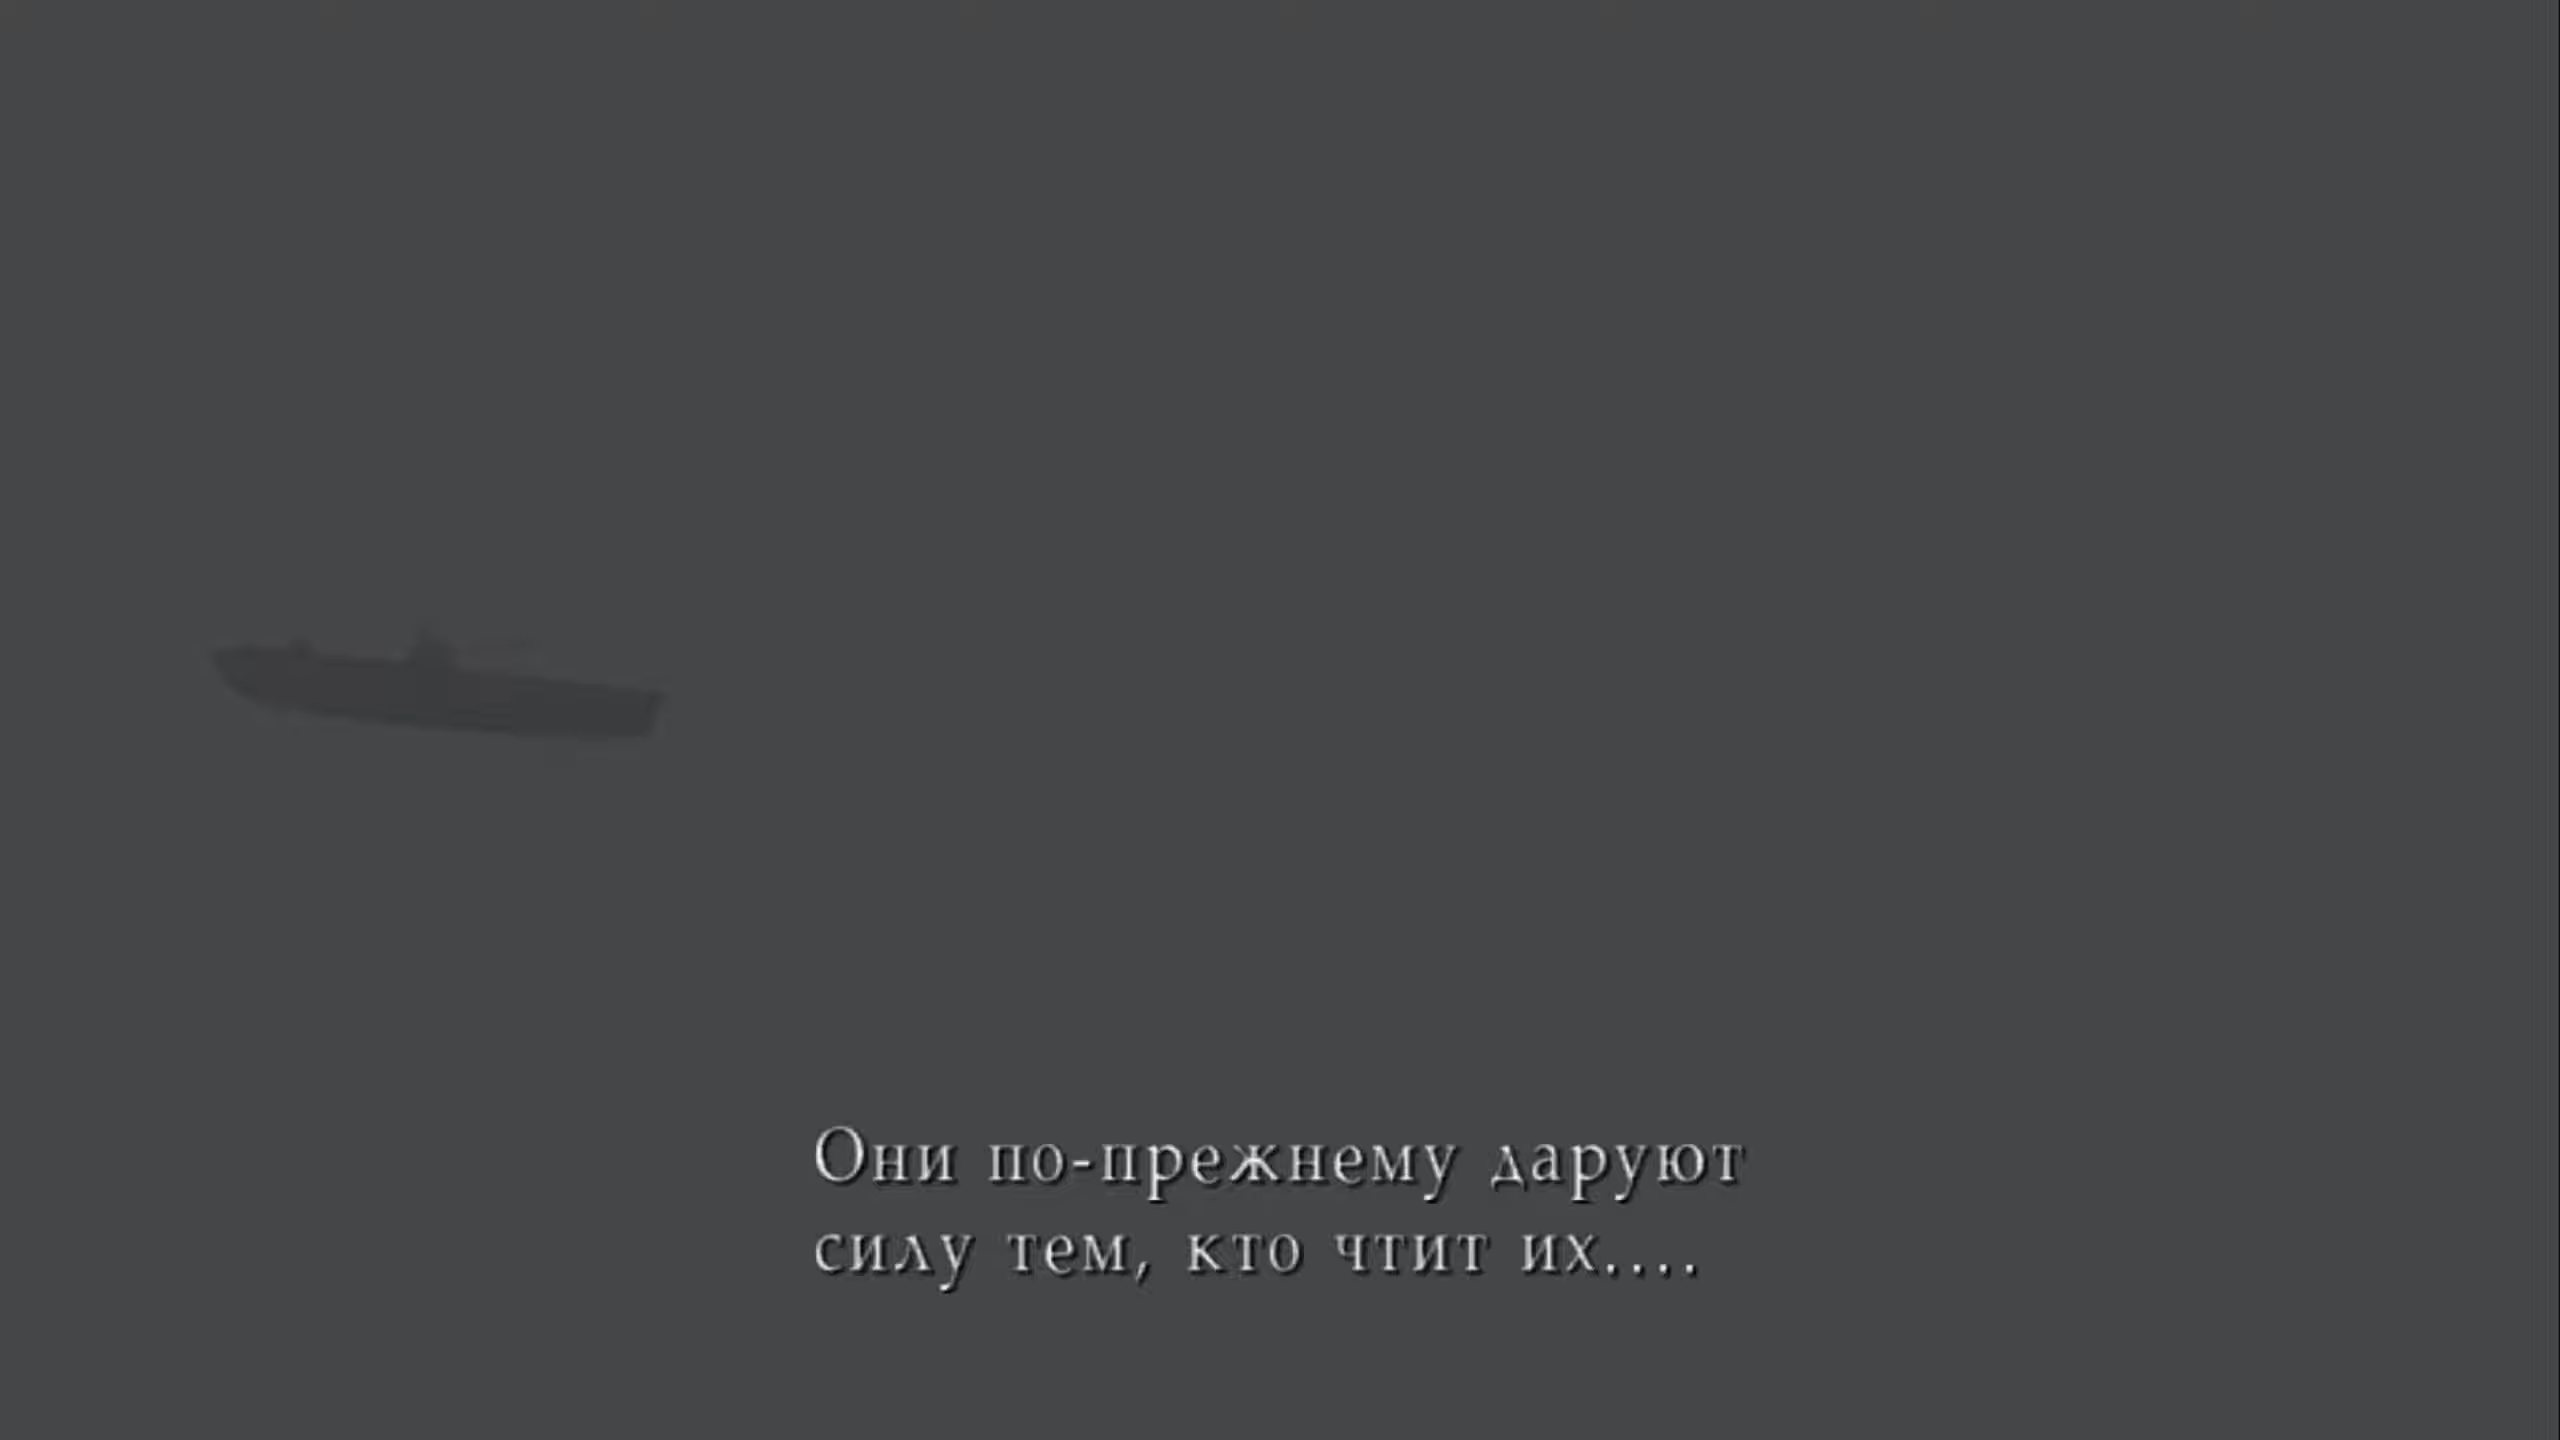 Они по-прежнему даруют
силу тем, кто чтит их....